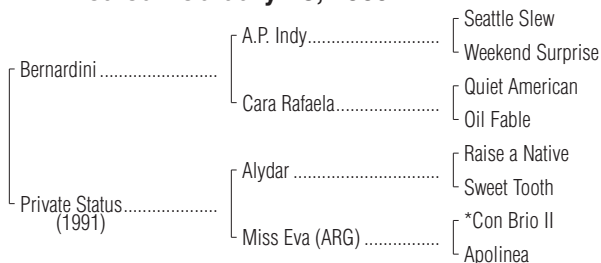 Seattle Slew
A.P. Indy
Weekend Surprise
Bernardini
Quiet American
Cara Rafaela
Oil Fable
Raise a Native
Alydar
Sweet Tooth
Private Status
(1991)
*Con Brio II
Miss Eva (ARG)
Apolinea